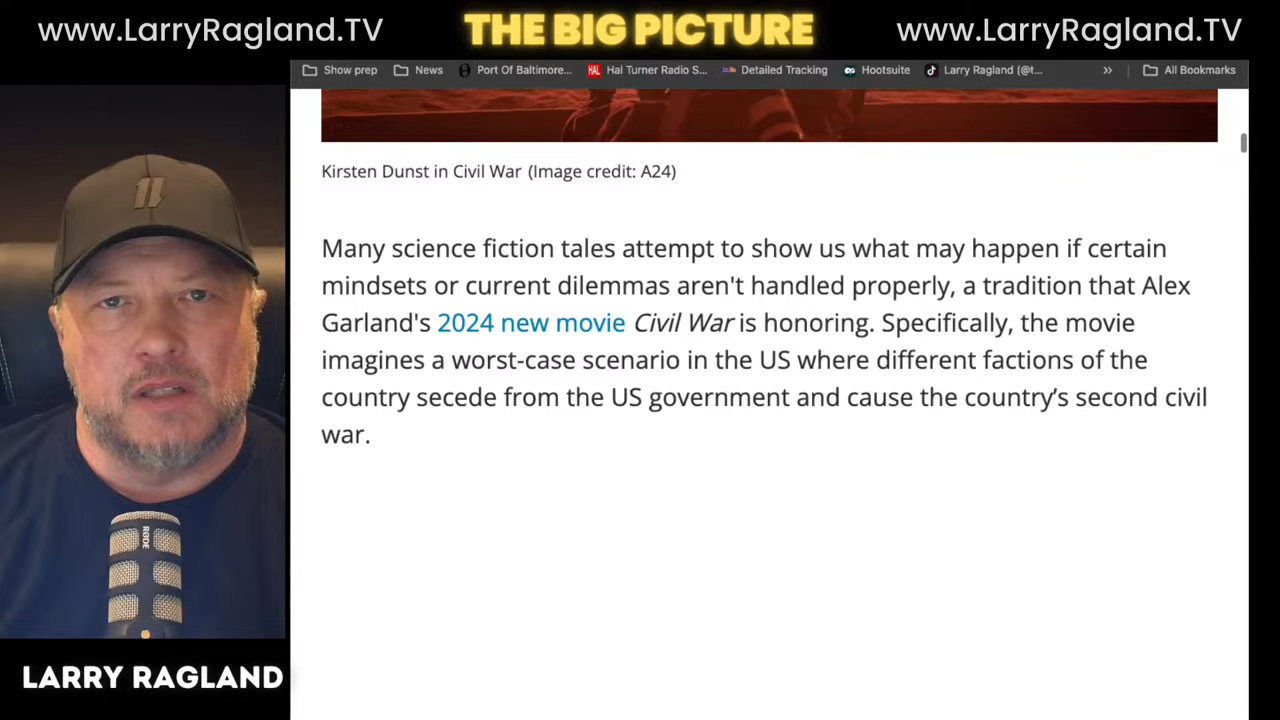 www.LarryRagland.TV
THE BIG PICTURE
www.LarryRagland.TV
Show prep
News
Port Of Baltimore...
HAL
Hal Turner Radio S...
Detailed Tracking
Hootsuite
Larry Ragland (@t...
»
All Bookmarks
Kirsten Dunst in Civil War (Image credit: A24)
Many science fiction tales attempt to show us what may happen if certain
mindsets or current dilemmas aren't handled properly, a tradition that Alex
Garland's 2024 new movie Civil War is honoring. Specifically, the movie
imagines a worst-case scenario in the US where different factions of the
country secede from the US government and cause the country’s second civil
war.
RØDE
LARRY RAGLAND